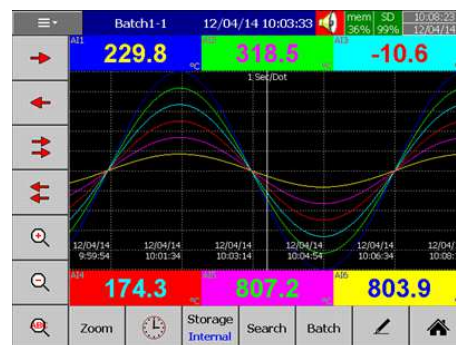 Batch1-1 12/04/14 10:03:33 mem 36% SD 99% 10:08:23 12/04/14
AI1 229.8 °C AI2 318.5 °C AI3 -10.6
1 Sec/Dot
12/04/14 12/04/14 12/04/14 12/04/14 12/04/14 12/04/
9:59:54 10:01:34 10:03:14 10:04:54 10:06:34 10:08:
AI4 174.3 °C AI5 807.2 °C AI6 803.9
ABC Zoom Storage Internal Search Batch